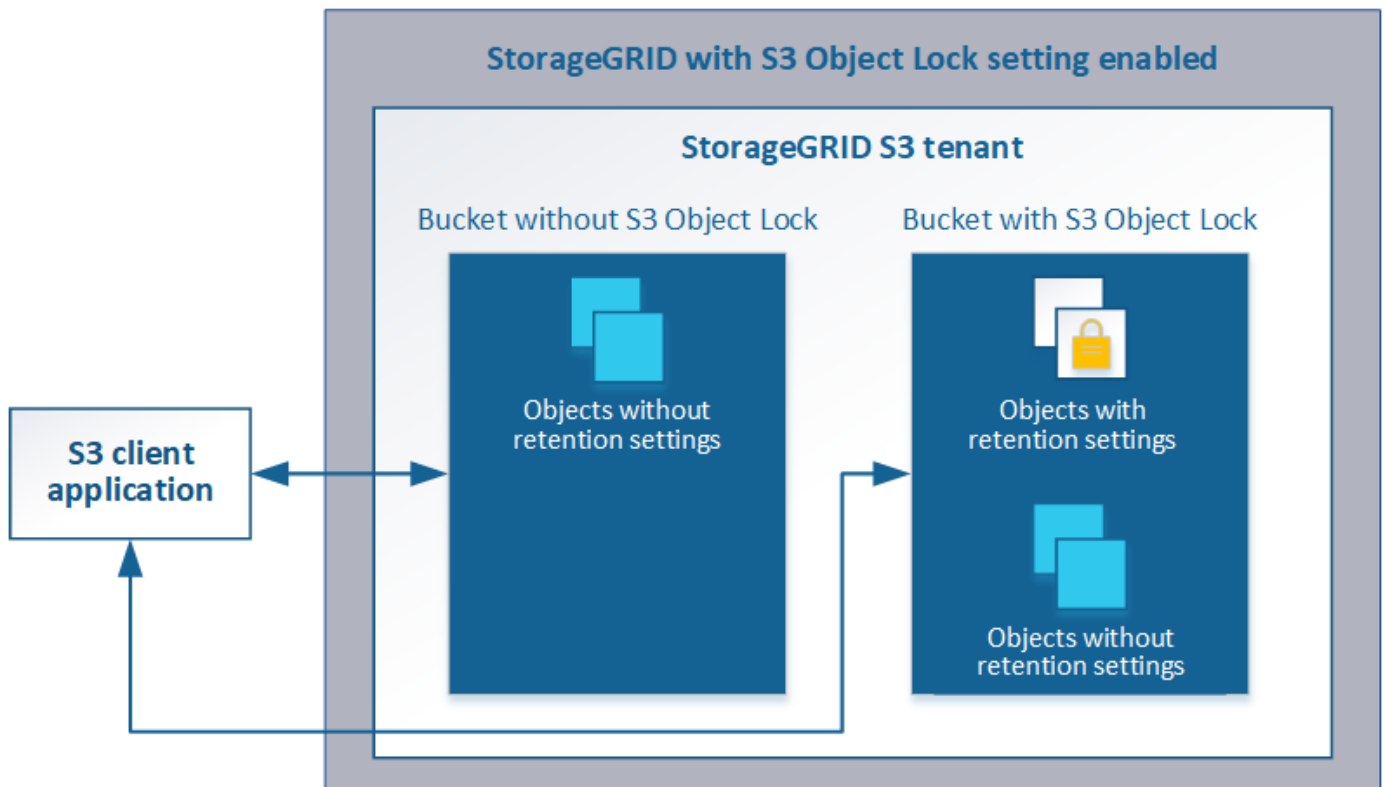 StorageGRID with S3 Object Lock setting enabled
StorageGRID S3 tenant
Bucket without S3 Object Lock
Bucket with S3 Object Lock
Objects without
retention settings
Objects with
retention settings
S3 client
application
Objects without
retention settings